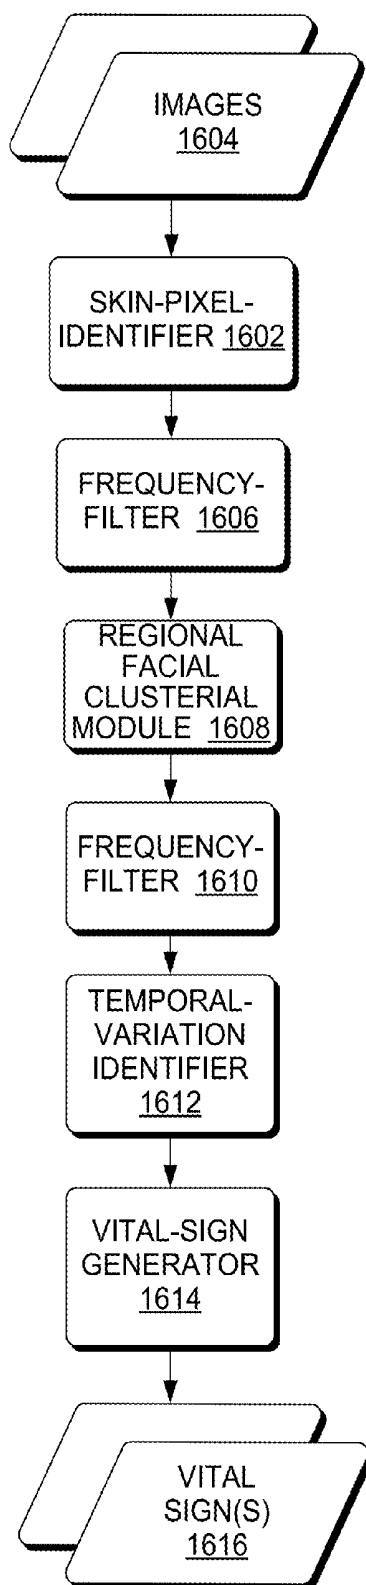 IMAGES
1604
SKIN-PIXEL-
IDENTIFIER 1602
FREQUENCY-
FILTER 1606
REGIONAL
FACIAL
CLUSTERIAL
MODULE 1608
FREQUENCY-
FILTER 1610
TEMPORAL-
VARIATION
IDENTIFIER
1612
VITAL-SIGN
GENERATOR
1614
VITAL
SIGN(S)
1616